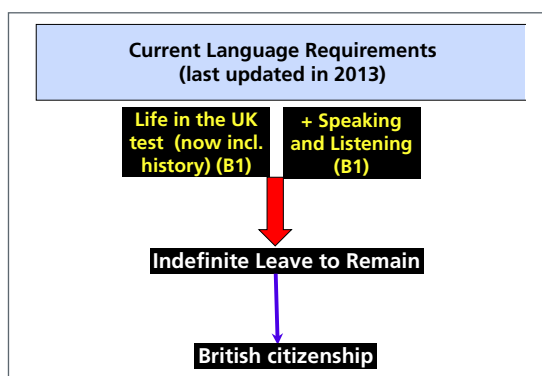 Current Language Requirements
(last updated in 2013)
Life in the UK
test (now incl.
history) (B1)
+ Speaking
and Listening
(B1)
Indefinite Leave to Remain
British citizenship